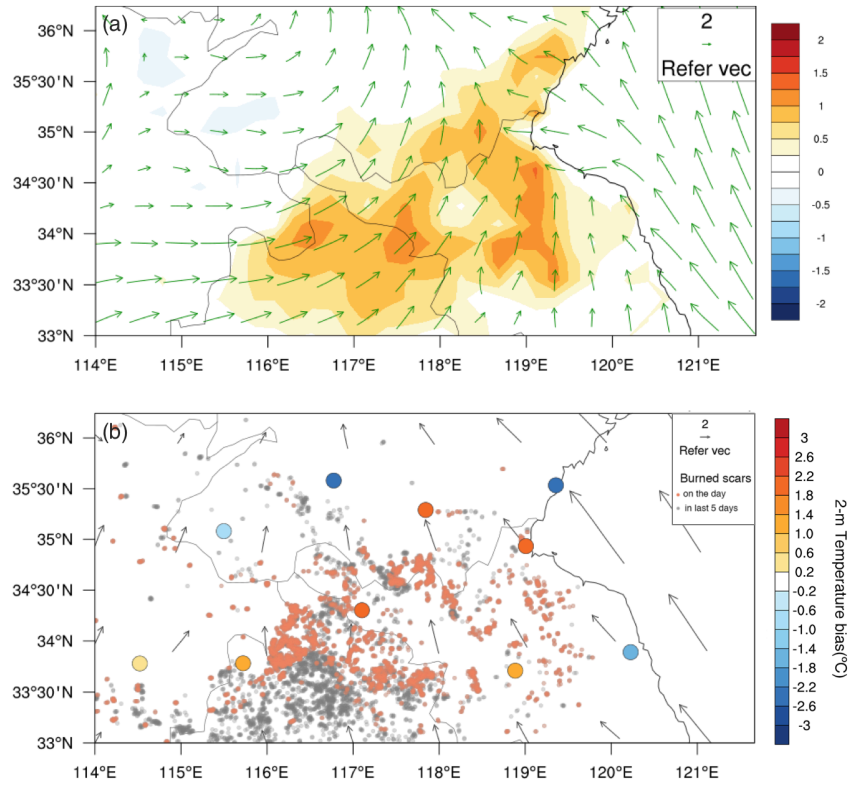 (a)
2
Refer vec
36°N
35°30'N
35°N
34°30'N
34°N
33°30'N
33°N
114°E 115°E 116°E 117°E 118°E 119°E 120°E 121°E
2
1.5
1
0.5
0
-0.5
-1
-1.5
-2
(b)
2
Refer vec
Burned scars
on the day
in last 5 days
36°N
35°30'N
35°N
34°30'N
34°N
33°30'N
33°N
114°E 115°E 116°E 117°E 118°E 119°E 120°E 121°E
3
2.6
2.2
1.8
1.4
1.0
0.6
0.2
-0.2
-0.6
-1.0
-1.4
-1.8
-2.2
-2.6
-3
2-m Temperature bias(°C)